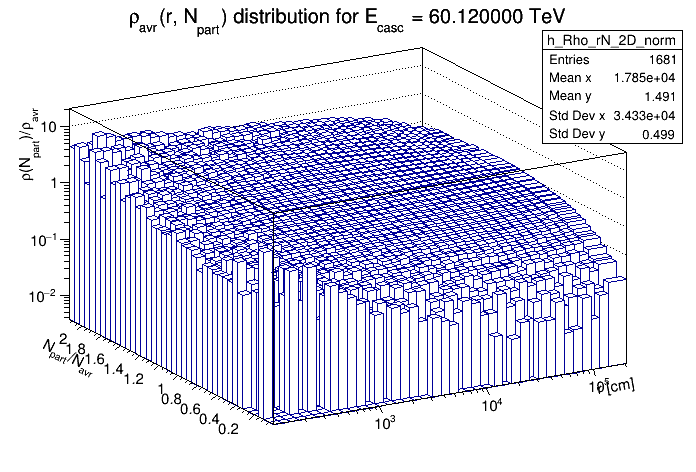 ρavr(r, Npart) distribution for Ecasc = 60.120000 TeV
h_Rho_rN_2D_norm
Entries 1681
Mean x 1.785e+04
Mean y 1.491
Std Dev x 3.433e+04
Std Dev y 0.499
ρ(Npart)/ρavr
10
1
10⁻¹
10⁻²
Npart/Navr
2
1.8
1.6
1.4
1.2
1
0.8
0.6
0.4
0.2
10³
10⁴
10⁵
[cm]